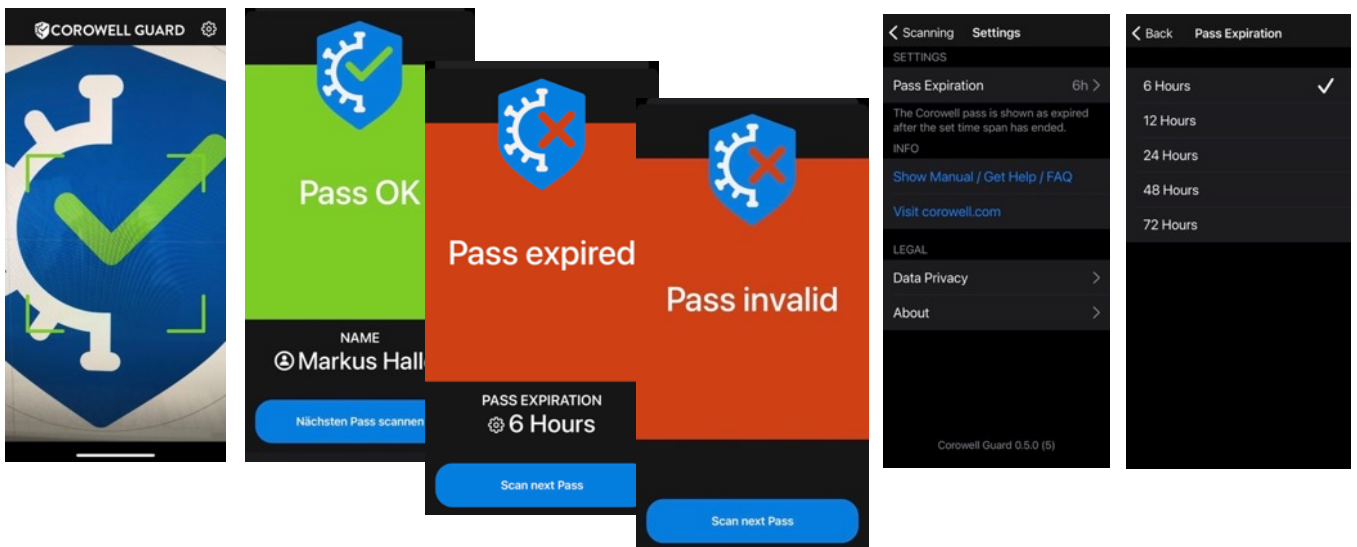 COROWELL GUARD
Pass OK
NAME
Markus Hall
Nächsten Pass scannen
Pass expired
PASS EXPIRATION
6 Hours
Scan next Pass
Pass invalid
Scan next Pass
Scanning Settings
SETTINGS
Pass Expiration 6h
The Corowell pass is shown as expired
after the set time span has ended.
INFO
Show Manual / Get Help / FAQ
Visit corowell.com
LEGAL
Data Privacy
About
Corowell Guard 0.5.0 (5)
Back Pass Expiration
6 Hours
12 Hours
24 Hours
48 Hours
72 Hours